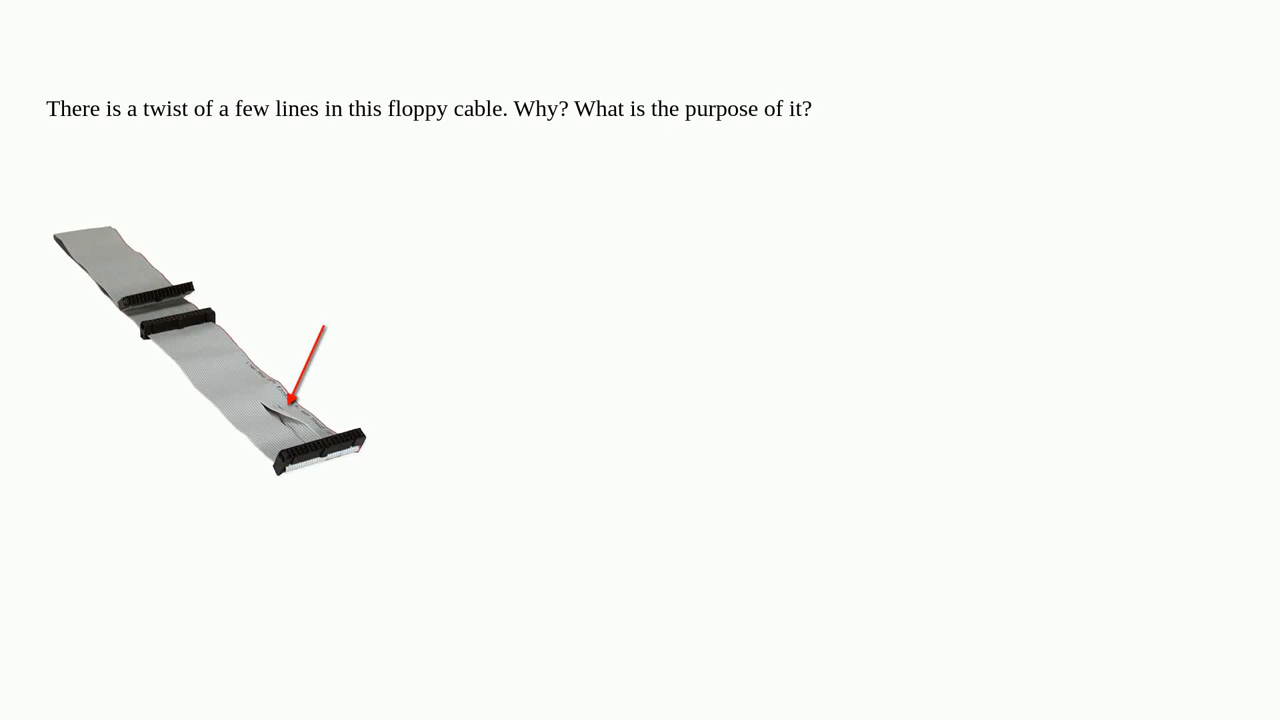 There is a twist of a few lines in this floppy cable. Why? What is the purpose of it?